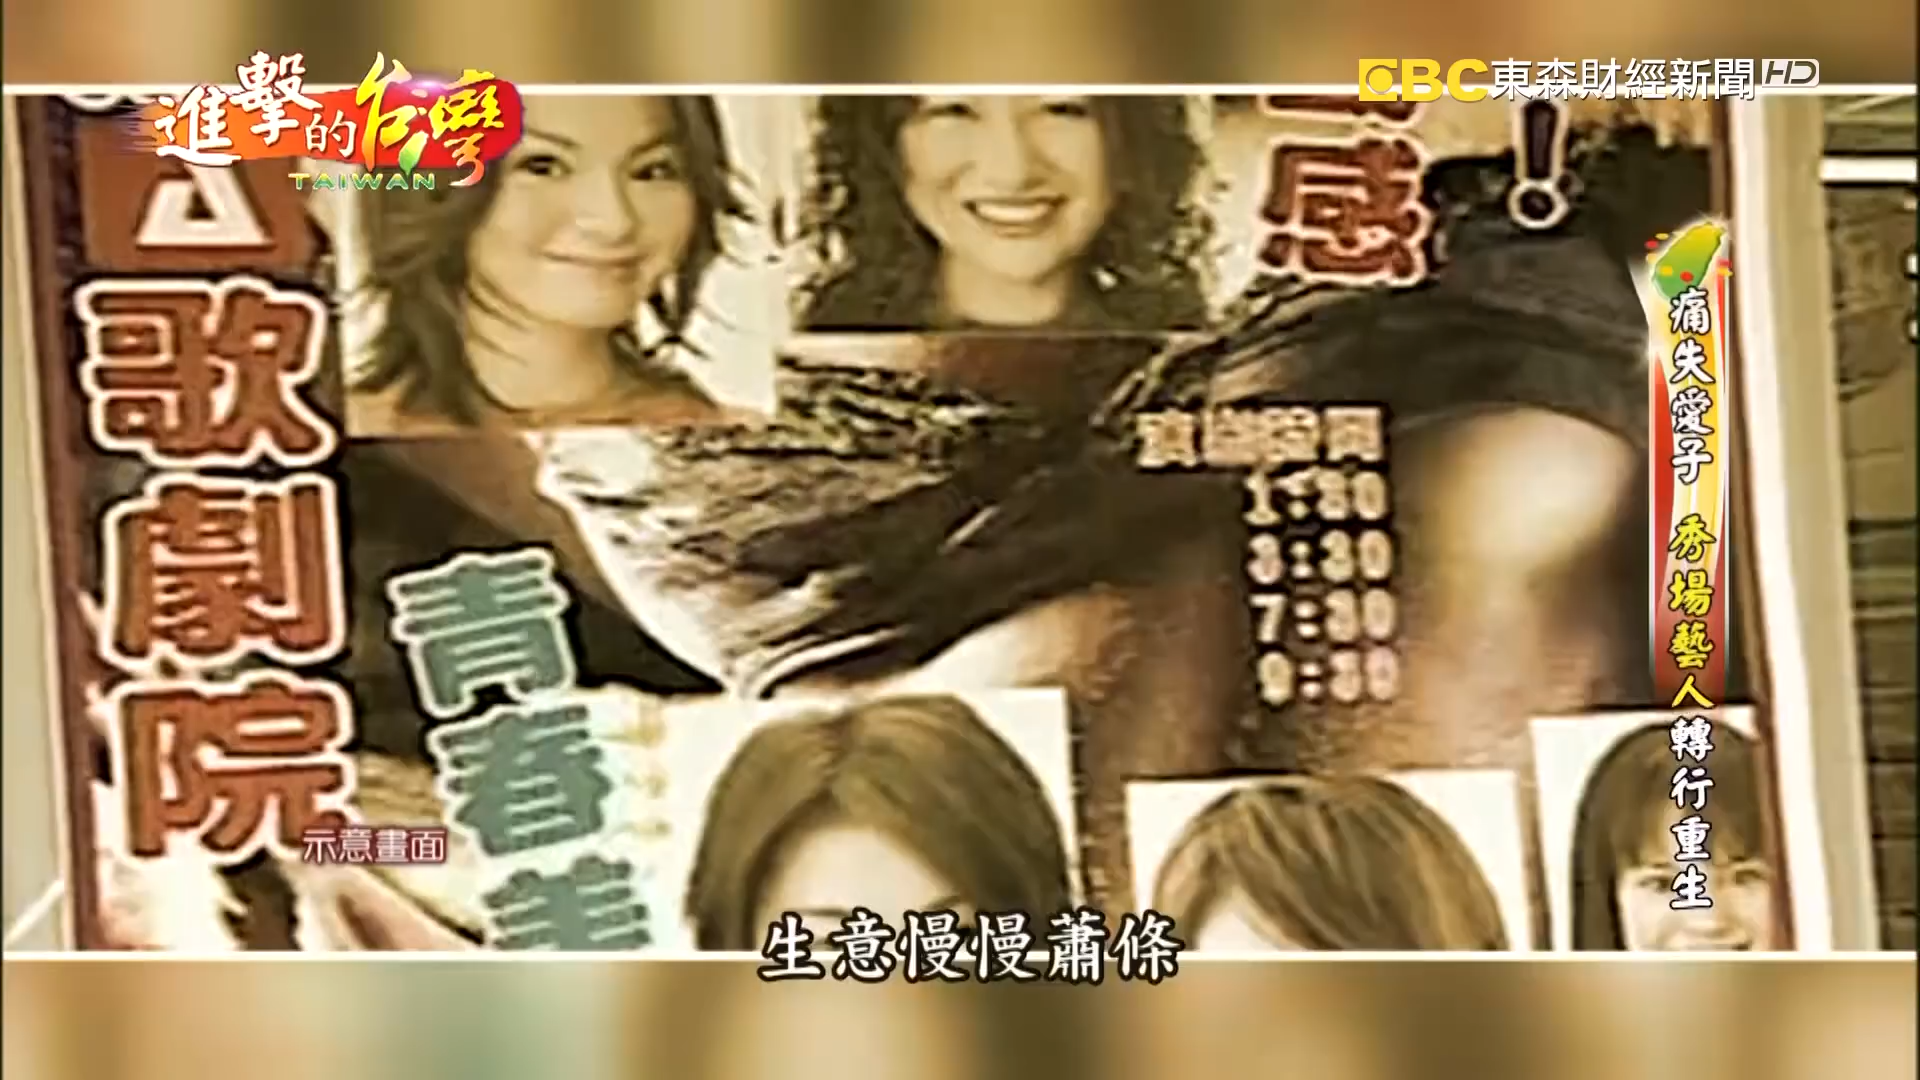 進擊的台灣
TAIWAN
EBC東森財經新聞HD
感!
歌劇院
1:30
3:30
7:30
9:30
青春美
痛失愛子 秀場藝人轉行重生
示意畫面
生意慢慢蕭條